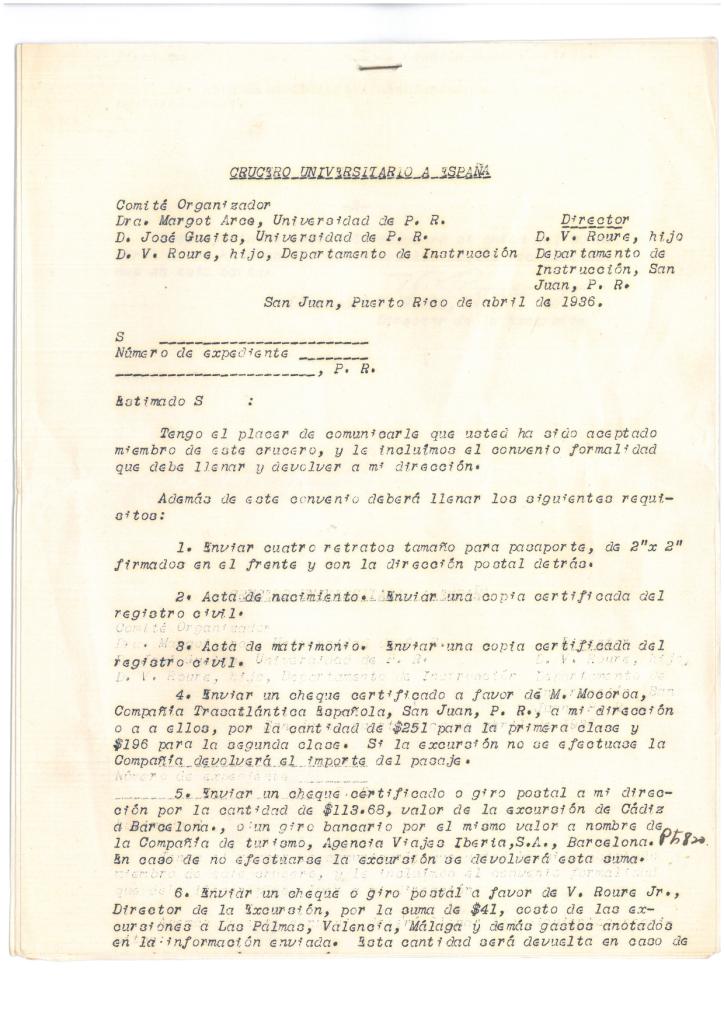 CRUCERO UNIVERSITARIO A ESPAÑA
Comité Organizador
Dra. Margot Arce, Universidad de P. R. Director
D. José Gueits, Universidad de P. R. D. V. Roure, hijo
D. V. Roure, hijo, Departamento de Instrucción Departamento de
Instrucción, San
Juan, P. R.
San Juan, Puerto Rico de abril de 1936.
S ____________________
Número de expediente _______
____________________, P. R.
Estimado S :
Tengo el placer de comunicarle que usted ha sido aceptado
miembro de este crucero, y le incluímos el convenio formalidad
que debe llenar y devolver a mi dirección.
Además de este convenio deberá llenar los siguientes requi-
sitos:
1. Enviar cuatro retratos tamaño para pasaporte, de 2"x 2"
firmados en el frente y con la dirección postal detrás.
2. Acta de nacimiento. Enviar una copia certificada del
registro civil.
3. Acta de matrimonio. Enviar una copia certificada del
registro civil.
4. Enviar un cheque certificado a favor de M. Mocoroa,
Compañía Trasatlántica Española, San Juan, P. R., a mi dirección
o a a ellos, por la cantidad de $251 para la primera clase y
$196 para la segunda clase. Si la excursión no se efectuase la
Compañía devolverá el importe del pasaje.
5. Enviar un cheque certificado o giro postal a mi direc-
ción por la cantidad de $113.68, valor de la excursión de Cádiz
a Barcelona., o un giro bancario por el mismo valor a nombre de
la Compañía de turismo, Agencia Viajes Iberia,S.A., Barcelona.
En caso de no efectuarse la excursión se devolverá esta suma.
6. Enviar un cheque o giro postal a favor de V. Roure Jr.,
Director de la Excursión, por la suma de $41, costo de las ex-
cursiones a Las Palmas, Valencia, Málaga y demás gastos anotados
en la información enviada. Esta cantidad será devuelta en caso de